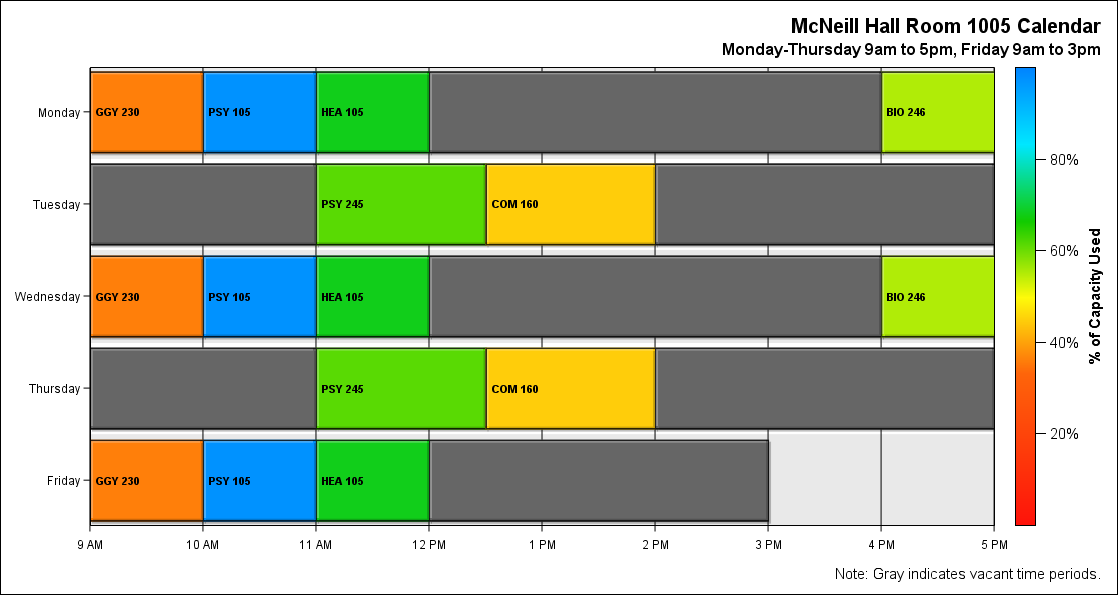 McNeill Hall Room 1005 Calendar
Monday-Thursday 9am to 5pm, Friday 9am to 3pm
Monday GGY 230 PSY 105 HEA 105 BIO 246
Tuesday PSY 245 COM 160
Wednesday GGY 230 PSY 105 HEA 105 BIO 246
Thursday PSY 245 COM 160
Friday GGY 230 PSY 105 HEA 105
9 AM 10 AM 11 AM 12 PM 1 PM 2 PM 3 PM 4 PM 5 PM
80%
60%
40%
20%
% of Capacity Used
Note: Gray indicates vacant time periods.